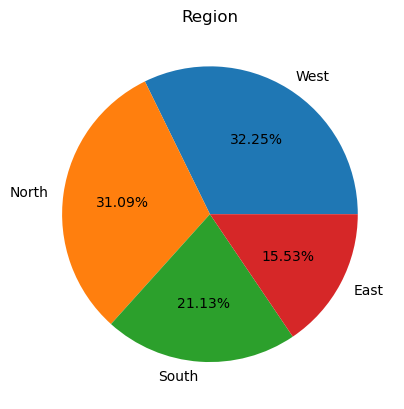 Region
West
32.25%
North
31.09%
15.53%
East
21.13%
South